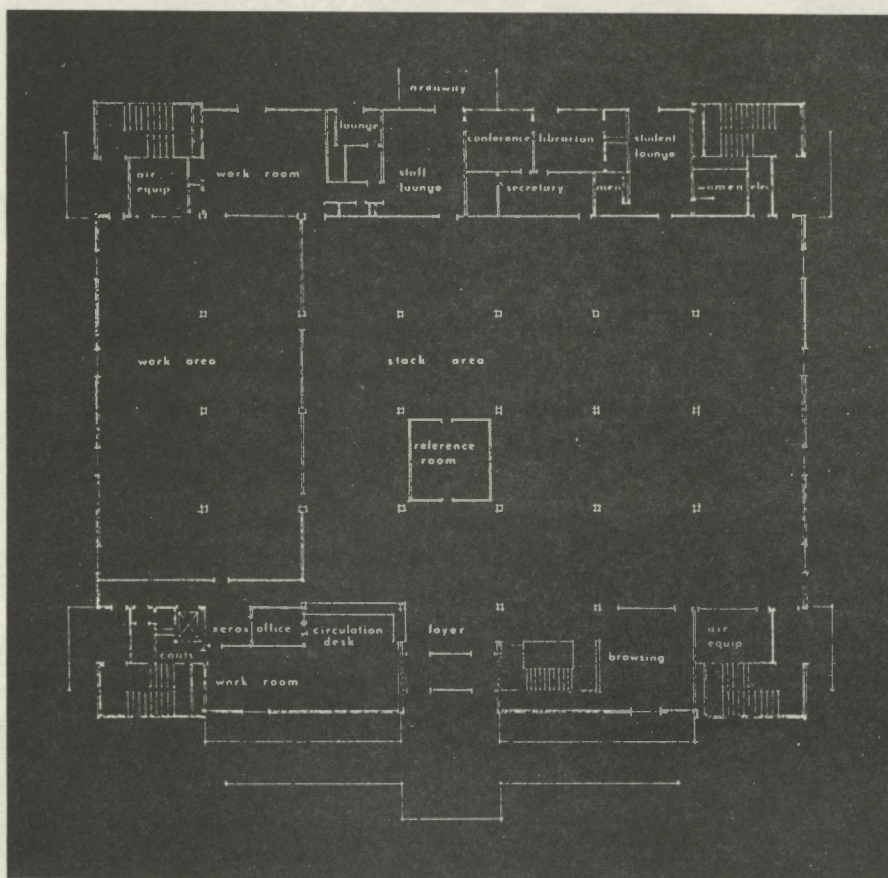 areaway
lounge
conference
librarian
student
lounge
air
equip
work room
staff
lounge
secretary
men
women
elec
work area
stack area
reference
room
xerox
office
circulation
desk
foyer
air
equip
coats
browsing
work room